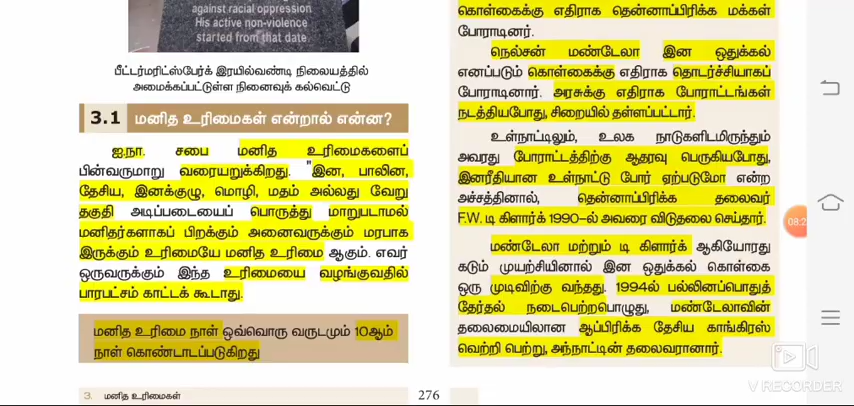 against racial oppression
His active non-violence
started from that date.
பீட்டர்மரிட்ஸ்பேர்க் இரயில்வண்டி நிலையத்தில்
அமைக்கப்பட்டுள்ள நினைவுக் கல்வெட்டு
3.1 மனித உரிமைகள் என்றால் என்ன?
ஐ.நா. சபை மனித உரிமைகளைப்
பின்வருமாறு வரையறுக்கிறது. "இன, பாலின,
தேசிய, இனக்குழு, மொழி, மதம் அல்லது வேறு
தகுதி அடிப்படையைப் பொருத்து மாறுபடாமல்
மனிதர்களாகப் பிறக்கும் அனைவருக்கும் மரபாக
இருக்கும் உரிமையே மனித உரிமை ஆகும். எவர்
ஒருவருக்கும் இந்த உரிமையை வழங்குவதில்
பாரபட்சம் காட்டக் கூடாது.
மனித உரிமை நாள் ஒவ்வொரு வருடமும் 10ஆம்
நாள் கொண்டாடப்படுகிறது
3. மனித உரிமைகள்
276
கொள்கைக்கு எதிராக தென்னாப்பிரிக்க மக்கள்
போராடினர்.
நெல்சன் மண்டேலா இன ஒதுக்கல்
எனப்படும் கொள்கைக்கு எதிராக தொடர்ச்சியாகப்
போராடினார். அரசுக்கு எதிராக போராட்டங்கள்
நடத்தியபோது, சிறையில் தள்ளப்பட்டார்.
உள்நாட்டிலும், உலக நாடுகளிடமிருந்தும்
அவரது போராட்டத்திற்கு ஆதரவு பெருகியபோது,
இனரீதியான உள்நாட்டு போர் ஏற்படுமோ என்ற
அச்சத்தினால், தென்னாப்பிரிக்க தலைவர்
F.W. டி கிளார்க் 1990–ல் அவரை விடுதலை செய்தார்.
மண்டேலா மற்றும் டி கிளார்க் ஆகியோரது
கடும் முயற்சியினால் இன ஒதுக்கல் கொள்கை
ஒரு முடிவிற்கு வந்தது. 1994ல் பல்லினப்பொதுத்
தேர்தல் நடைபெற்றபொழுது, மண்டேலாவின்
தலைமையிலான ஆப்பிரிக்க தேசிய காங்கிரஸ்
வெற்றி பெற்று, அந்நாட்டின் தலைவரானார்.
V RECORDER